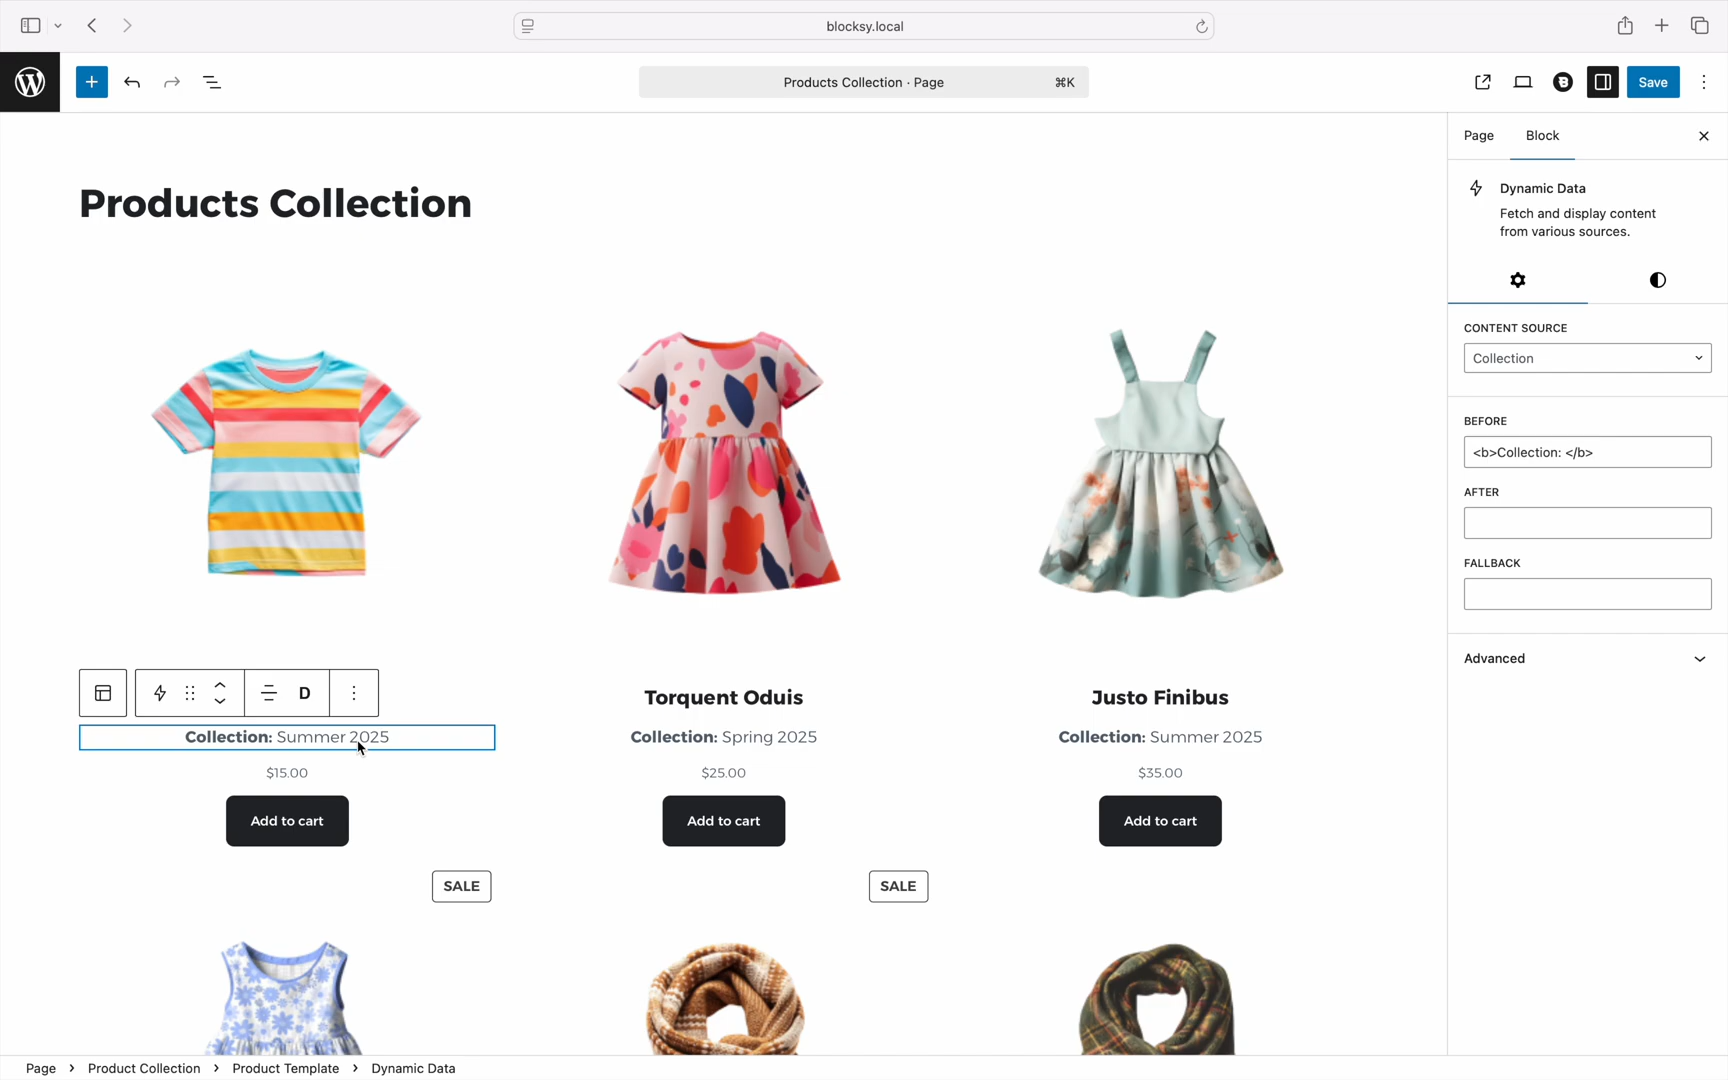 blocksy.local
Products Collection · Page ⌘K
Save
Page Block
Products Collection
Dynamic Data
Fetch and display content
from various sources.
CONTENT SOURCE
Collection
BEFORE
<b>Collection: </b>
AFTER
FALLBACK
Advanced
D
Torquent Oduis
Justo Finibus
Collection: Summer 2025
Collection: Spring 2025
Collection: Summer 2025
$15.00
$25.00
$35.00
Add to cart
Add to cart
Add to cart
SALE
SALE
Page > Product Collection > Product Template > Dynamic Data